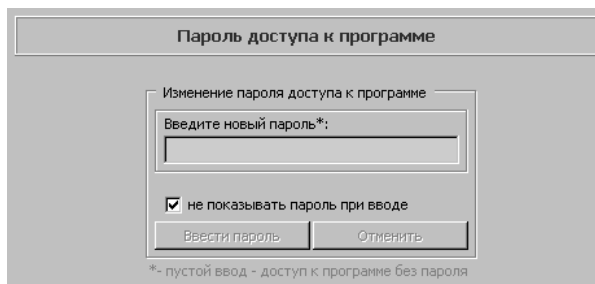 Пароль доступа к программе
Изменение пароля доступа к программе
Введите новый пароль*:
не показывать пароль при вводе
Ввести пароль Отменить
*- пустой ввод - доступ к программе без пароля